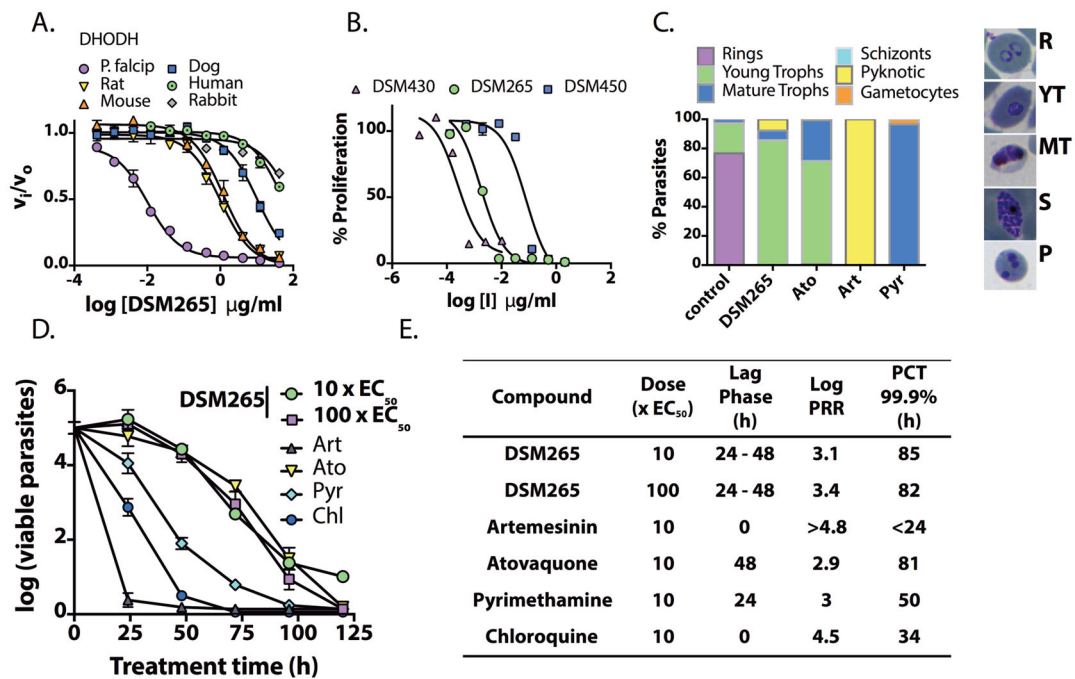 A.
DHODH
P. falcip
Rat
Mouse
Dog
Human
Rabbit
1.0
0.5
0.0
vi/vo
-4
-2
0
2
log [DSM265] μg/ml
B.
DSM430
DSM265
DSM450
100
50
0
% Proliferation
-6
-4
-2
0
2
log [I] μg/ml
C.
Rings
Young Trophs
Mature Trophs
Schizonts
Pyknotic
Gametocytes
100
80
60
40
20
0
% Parasites
control
DSM265
Ato
Art
Pyr
R
YT
MT
S
P
D.
6
4
2
0
log (viable parasites)
0
25
50
75
100
125
Treatment time (h)
DSM265
10 x EC50
100 x EC50
Art
Ato
Pyr
Chl
E.
Compound Dose (x EC50) Lag Phase (h) Log PRR PCT 99.9% (h)
DSM265 10 24 - 48 3.1 85
DSM265 100 24 - 48 3.4 82
Artemesinin 10 0 >4.8 <24
Atovaquone 10 48 2.9 81
Pyrimethamine 10 24 3 50
Chloroquine 10 0 4.5 34